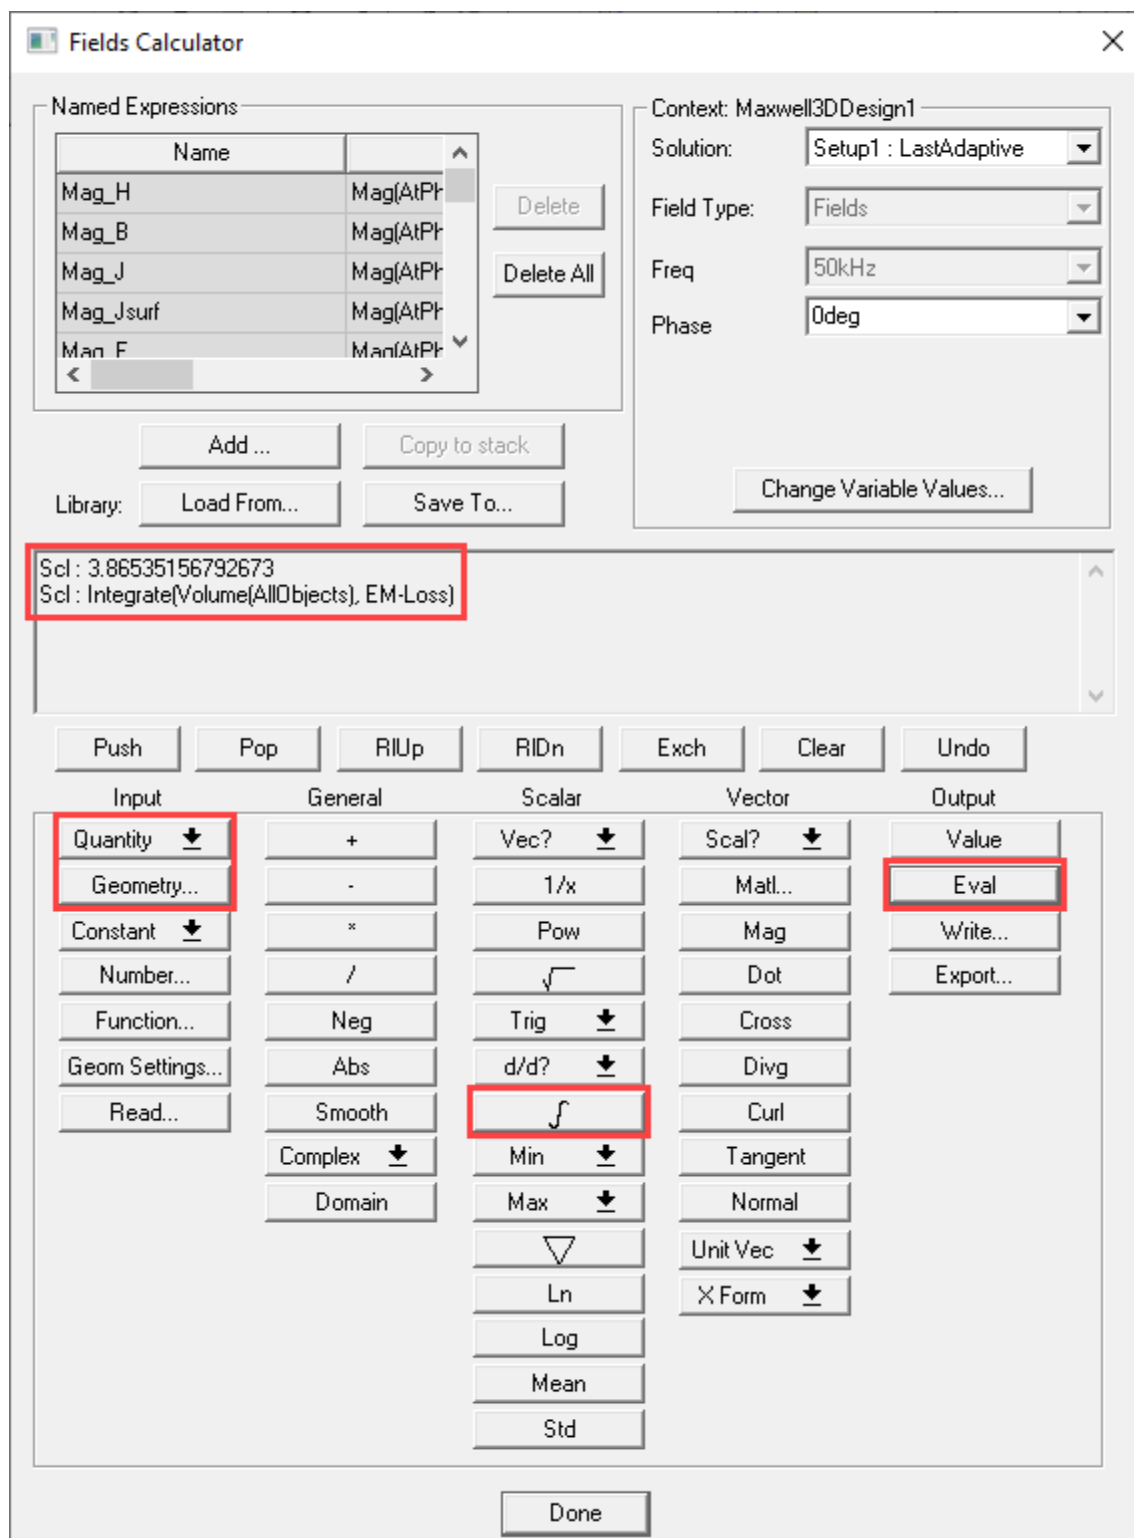 Fields Calculator
Named Expressions
Name
Mag_H Mag(AtPh
Mag_B Mag(AtPh
Mag_J Mag(AtPh
Mag_Jsurf Mag(AtPh
Mag_E Mag(AtPh
Delete
Delete All
Add ...
Copy to stack
Library:
Load From...
Save To...
Context: Maxwell3DDesign1
Solution: Setup1 : LastAdaptive
Field Type: Fields
Freq 50kHz
Phase 0deg
Change Variable Values...
Scl : 3.86535156792673
Scl : Integrate(Volume(AllObjects), EM-Loss)
Push Pop RlUp RlDn Exch Clear Undo
Input General Scalar Vector Output
Quantity + Vec? Scal? Value
Geometry... - 1/x Matl... Eval
Constant * Pow Mag Write...
Number... / √ Dot Export...
Function... Neg Trig Cross
Geom Settings... Abs d/d? Divg
Read... Smooth ∫ Curl
Complex Min Tangent
Domain Max Normal
▽ Unit Vec
Ln X Form
Log
Mean
Std
Done